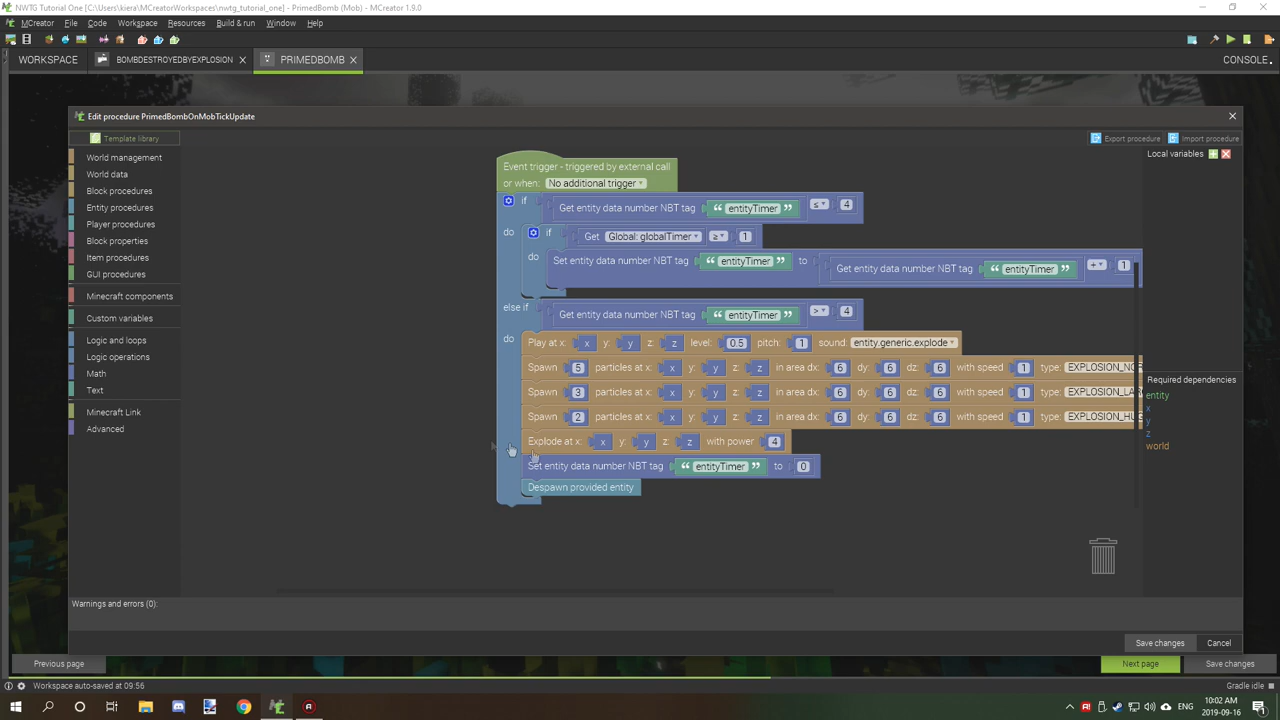 NWTG Tutorial One [C:\Users\kiera\MCreatorWorkspaces\nwtg_tutorial_one] - PrimedBomb (Mob) - MCreator 1.9.0
MCreator File Code Workspace Resources Build & run Window Help
WORKSPACE BOMBDESTROYEDBYEXPLOSION PRIMEDBOMB CONSOLE
Edit procedure PrimedBombOnMobTickUpdate
Template library Export procedure Import procedure
World management
World data
Block procedures
Entity procedures
Player procedures
Block properties
Item procedures
GUI procedures
Minecraft components
Custom variables
Logic and loops
Logic operations
Math
Text
Minecraft Link
Advanced
Event trigger - triggered by external call
or when: No additional trigger
if Get entity data number NBT tag “ entityTimer ” ≤ 4
do if Get Global: globalTimer ≥ 1
do Set entity data number NBT tag “ entityTimer ” to Get entity data number NBT tag “ entityTimer ” + 1
else if Get entity data number NBT tag “ entityTimer ” > 4
do Play at x: x y: y z: z level: 0.5 pitch: 1 sound: entity.generic.explode
Spawn 5 particles at x: x y: y z: z in area dx: 6 dy: 6 dz: 6 with speed 1 type: EXPLOSION_NO
Spawn 3 particles at x: x y: y z: z in area dx: 6 dy: 6 dz: 6 with speed 1 type: EXPLOSION_LA
Spawn 2 particles at x: x y: y z: z in area dx: 6 dy: 6 dz: 6 with speed 1 type: EXPLOSION_HU
Explode at x: x y: y z: z with power 4
Set entity data number NBT tag “ entityTimer ” to 0
Despawn provided entity
Local variables
Required dependencies
entity
x
y
z
world
Warnings and errors (0):
Save changes Cancel
Previous page Next page Save changes
Workspace auto-saved at 09:56 Gradle idle
ENG 10:02 AM
2019-09-16